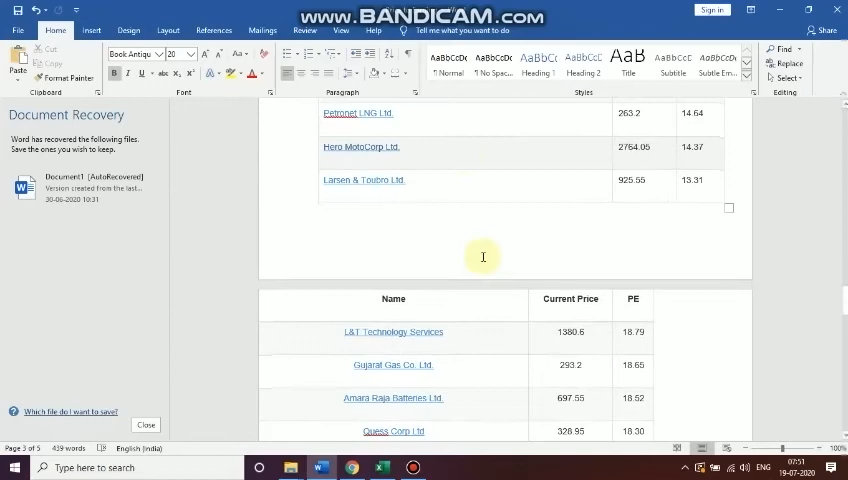 www.BANDICAM.com
Sign in
File Home Insert Design Layout References Mailings Review View Help Tell me what you want to do Share
Paste
Cut
Copy
Format Painter
Clipboard
Book Antiqu 20
Font
Paragraph
AaBbCcDc AaBbCcDc AaBbC AaBbCc AaB AaBbCcD AaBbCcDc
¶ Normal ¶ No Spac... Heading 1 Heading 2 Title Subtitle Subtle Em...
Styles
Find
Replace
Select
Editing
Document Recovery
Word has recovered the following files.
Save the ones you wish to keep.
Document1 [AutoRecovered]
Version created from the last...
30-06-2020 10:31
Which file do I want to save?
Close
Petronet LNG Ltd. 263.2 14.64
Hero MotoCorp Ltd. 2764.05 14.37
Larsen & Toubro Ltd. 925.55 13.31
Name Current Price PE
L&T Technology Services 1380.6 18.79
Gujarat Gas Co. Ltd. 293.2 18.65
Amara Raja Batteries Ltd. 697.55 18.52
Quess Corp Ltd 328.95 18.30
Page 3 of 5 439 words English (India) 100%
Type here to search
ENG
07:51
19-07-2020